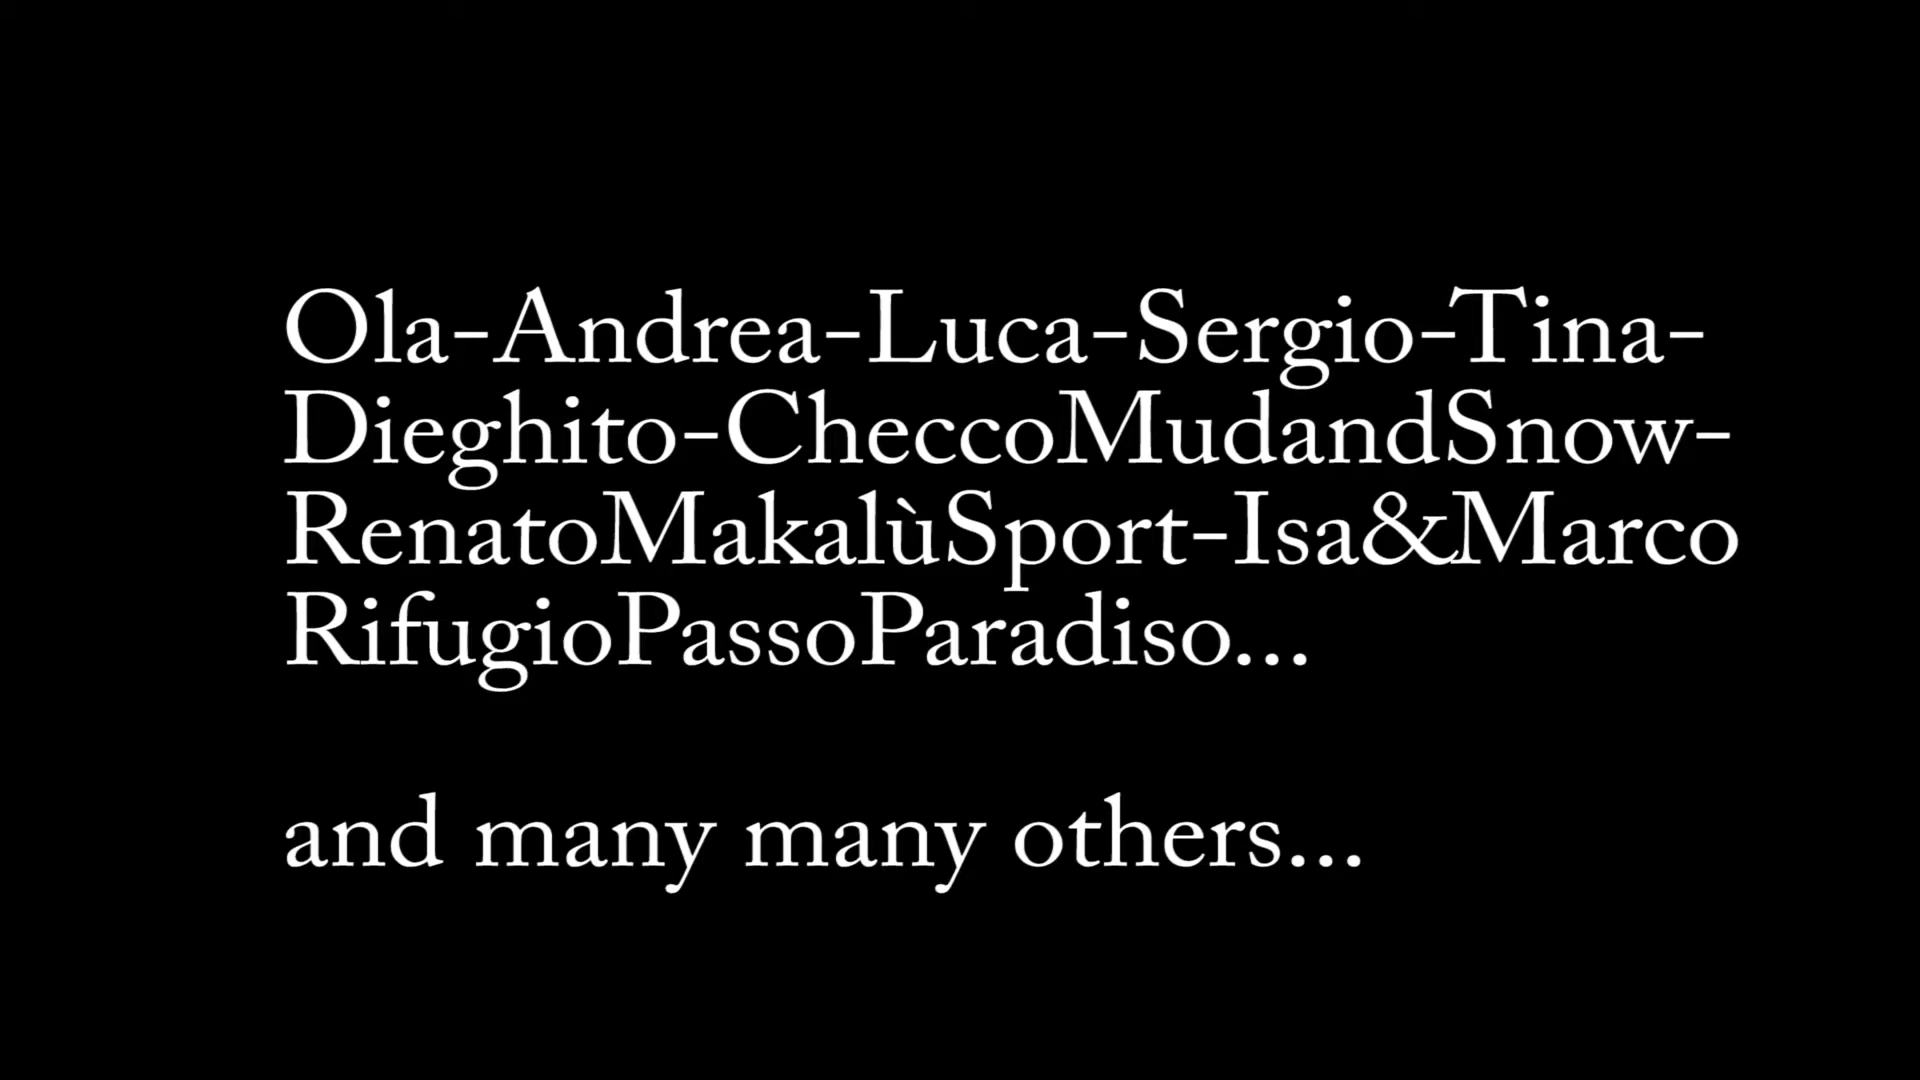 Ola-Andrea-Luca-Sergio-Tina-
Dieghito-CheccoMudandSnow-
RenatoMakalùSport-Isa&Marco
RifugioPassoParadiso...
and many many others...